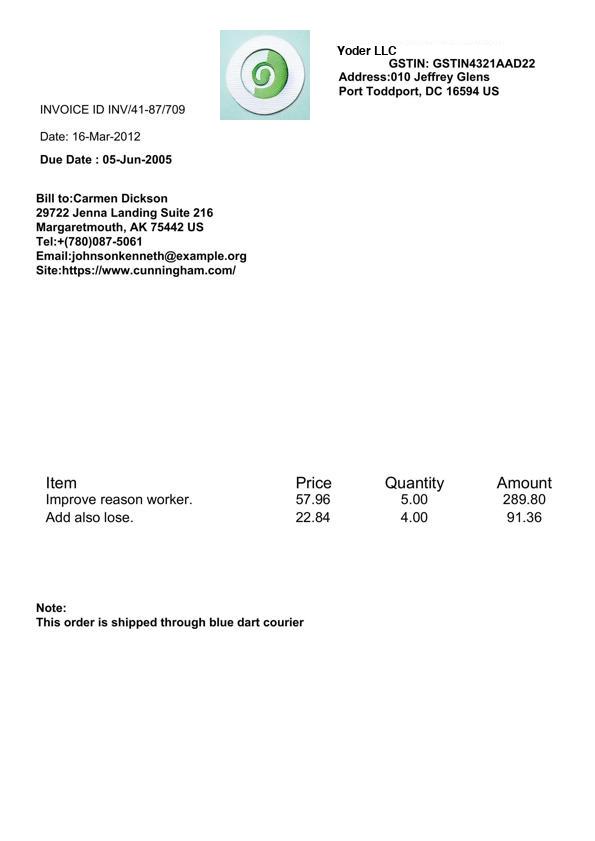 Yoder LLC
GSTIN: GSTIN4321AAD22
Address:010 Jeffrey Glens
Port Toddport, DC 16594 US
INVOICE ID INV/41-87/709
Date: 16-Mar-2012
Due Date : 05-Jun-2005
Bill to:Carmen Dickson
29722 Jenna Landing Suite 216
Margaretmouth, AK 75442 US
Tel:+(780)087-5061
Email:johnsonkenneth@example.org
Site:https://www.cunningham.com/
Item Price Quantity Amount
Improve reason worker. 57.96 5.00 289.80
Add also lose. 22.84 4.00 91.36
Note:
This order is shipped through blue dart courier